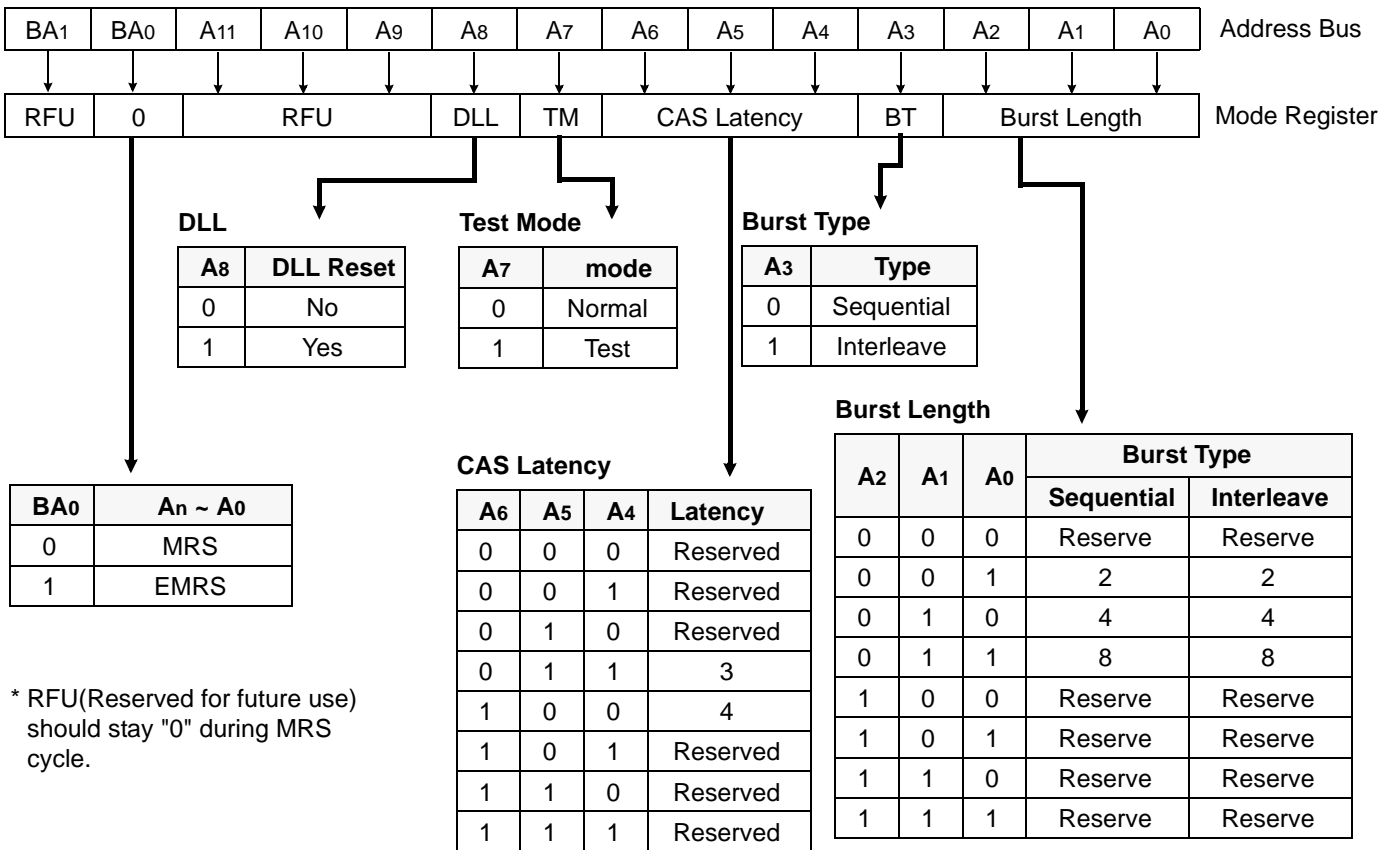 BA1 BA0 A11 A10 A9 A8 A7 A6 A5 A4 A3 A2 A1 A0 Address Bus
RFU 0 RFU DLL TM CAS Latency BT Burst Length Mode Register
DLL
A8 DLL Reset
0 No
1 Yes
Test Mode
A7 mode
0 Normal
1 Test
Burst Type
A3 Type
0 Sequential
1 Interleave
BA0 An ~ A0
0 MRS
1 EMRS
* RFU(Reserved for future use)
should stay "0" during MRS
cycle.
CAS Latency
A6 A5 A4 Latency
0 0 0 Reserved
0 0 1 Reserved
0 1 0 Reserved
0 1 1 3
1 0 0 4
1 0 1 Reserved
1 1 0 Reserved
1 1 1 Reserved
Burst Length
A2 A1 A0 Burst Type
Sequential Interleave
0 0 0 Reserve Reserve
0 0 1 2 2
0 1 0 4 4
0 1 1 8 8
1 0 0 Reserve Reserve
1 0 1 Reserve Reserve
1 1 0 Reserve Reserve
1 1 1 Reserve Reserve